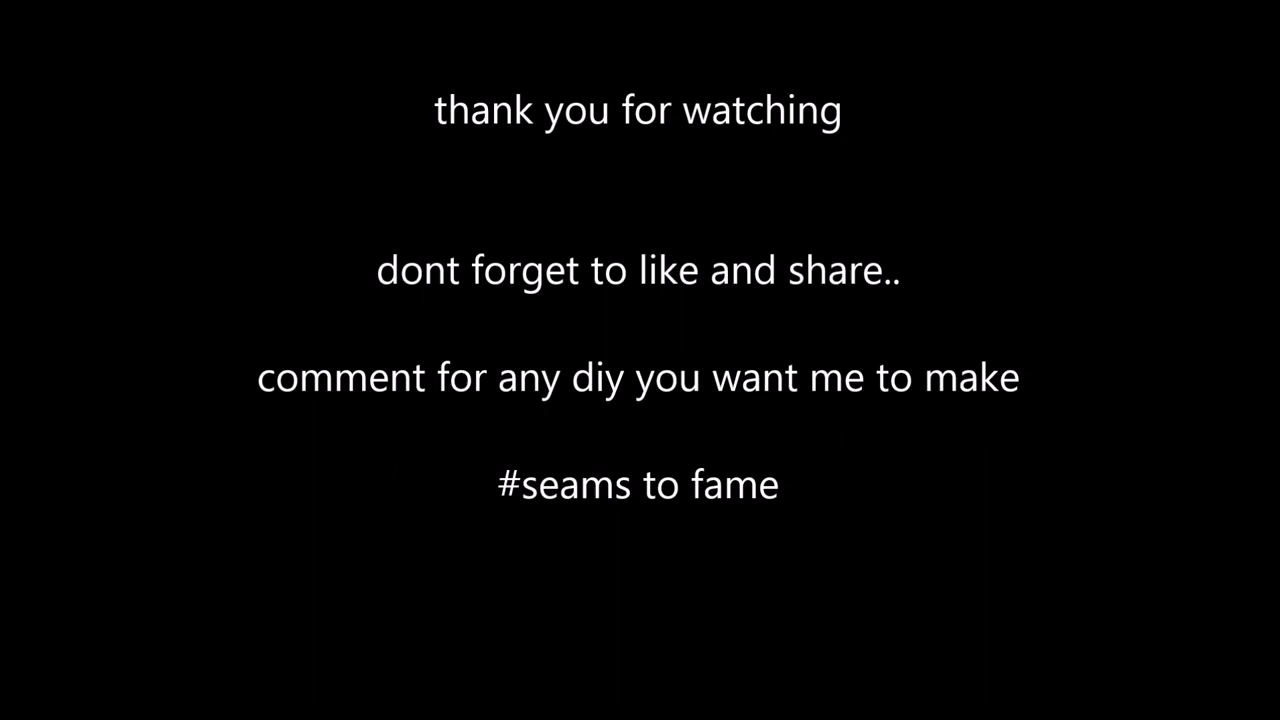 thank you for watching
dont forget to like and share..
comment for any diy you want me to make
#seams to fame